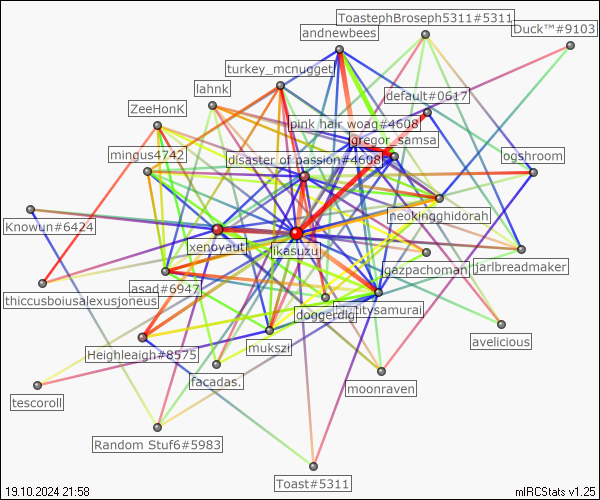 ToastephBroseph5311#5311
Duck™#9103
andnewbees
turkey_mcnugget
lahnk
default#0617
ZeeHonK
pink hair woag#4608
gregor_samsa
mingus4742
disaster of passion#4608
ogshroom
neokingghidorah
Knowun#6424
xenoyaut
ikasuzu
gazpachoman
jarlbreadmaker
thiccusboiusalexusjoneus
asad#6947
doggerdig
citysamurai
avelicious
Heighleaigh#8575
mukszi
facadas.
moonraven
tescoroll
Random Stuf6#5983
Toast#5311
19.10.2024 21:58
mIRCStats v1.25